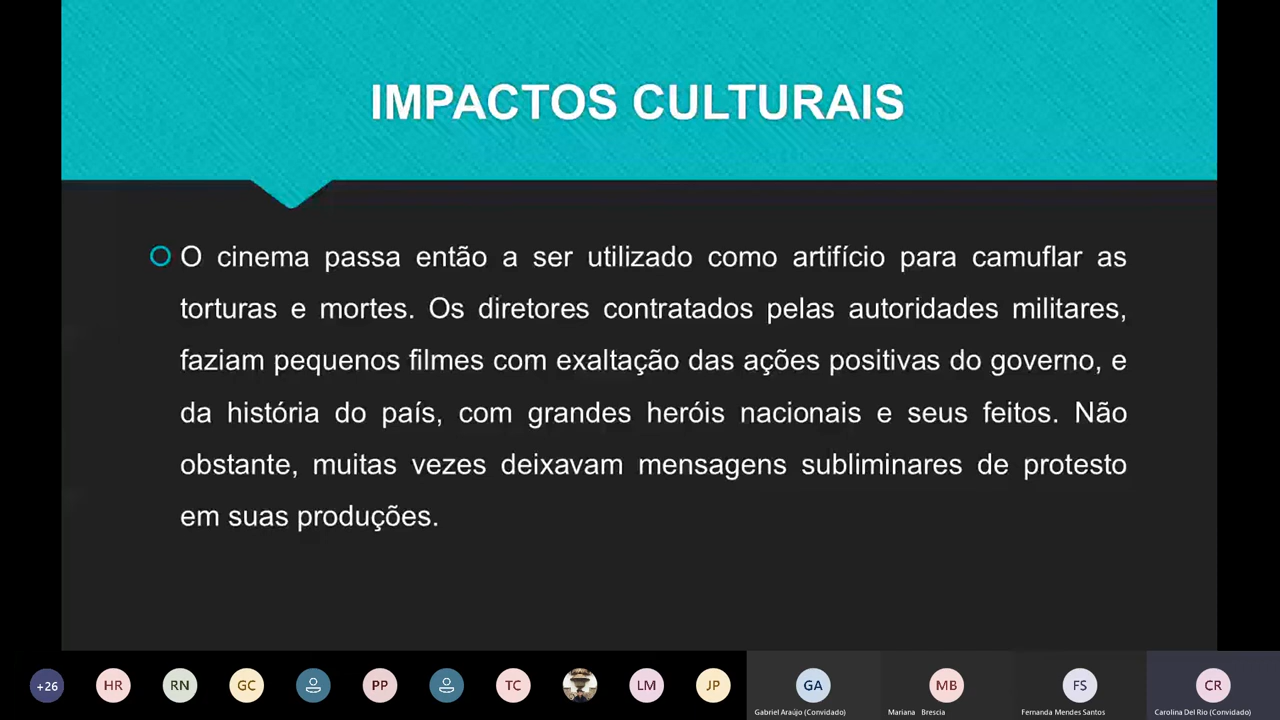 IMPACTOS CULTURAIS
O cinema passa então a ser utilizado como artifício para camuflar as
torturas e mortes. Os diretores contratados pelas autoridades militares,
faziam pequenos filmes com exaltação das ações positivas do governo, e
da história do país, com grandes heróis nacionais e seus feitos. Não
obstante, muitas vezes deixavam mensagens subliminares de protesto
em suas produções.
+26 HR RN GC PP TC LM JP GA MB FS CR
Gabriel Araújo (Convidado) Mariana Brescia Fernanda Mendes Santos Carolina Del Rio (Convidado)